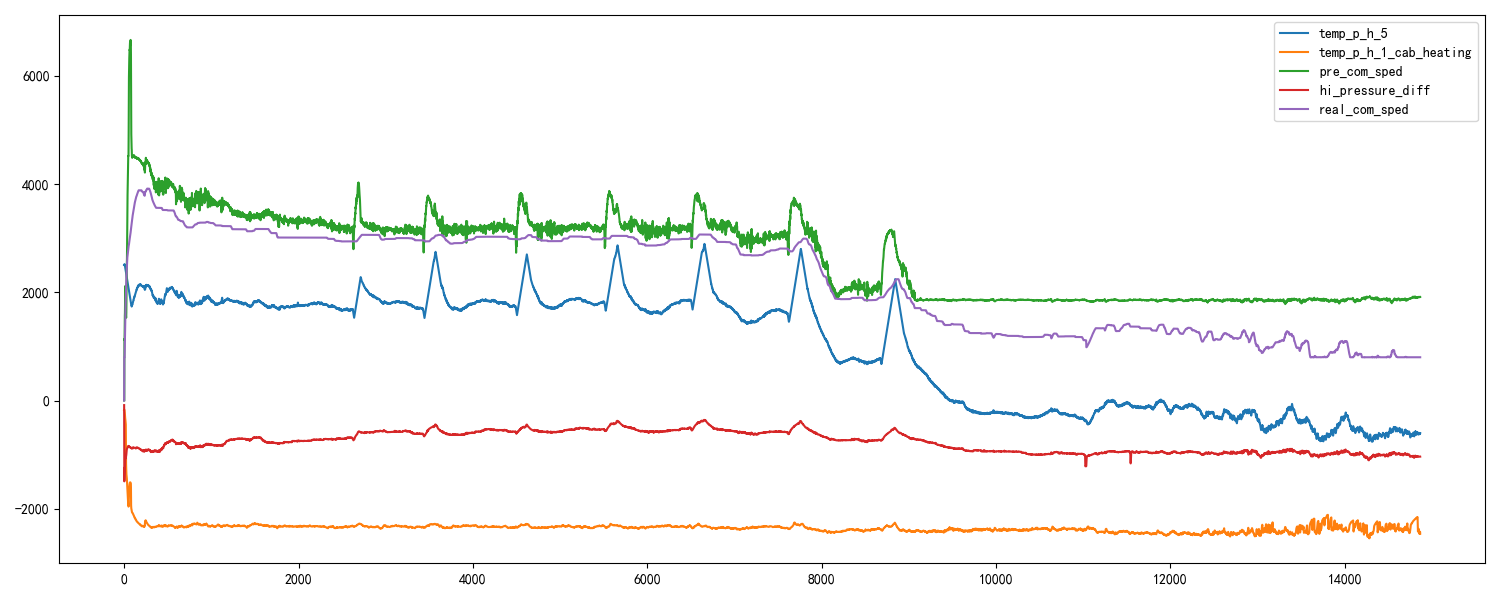 temp_p_h_5
temp_p_h_1_cab_heating
pre_com_sped
hi_pressure_diff
real_com_sped
6000
4000
2000
0
−2000
0 2000 4000 6000 8000 10000 12000 14000